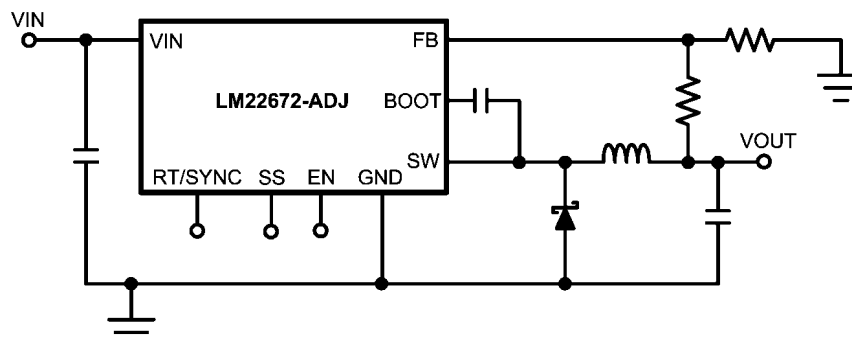 VIN
VIN
FB
LM22672-ADJ
BOOT
SW
VOUT
RT/SYNC SS EN GND